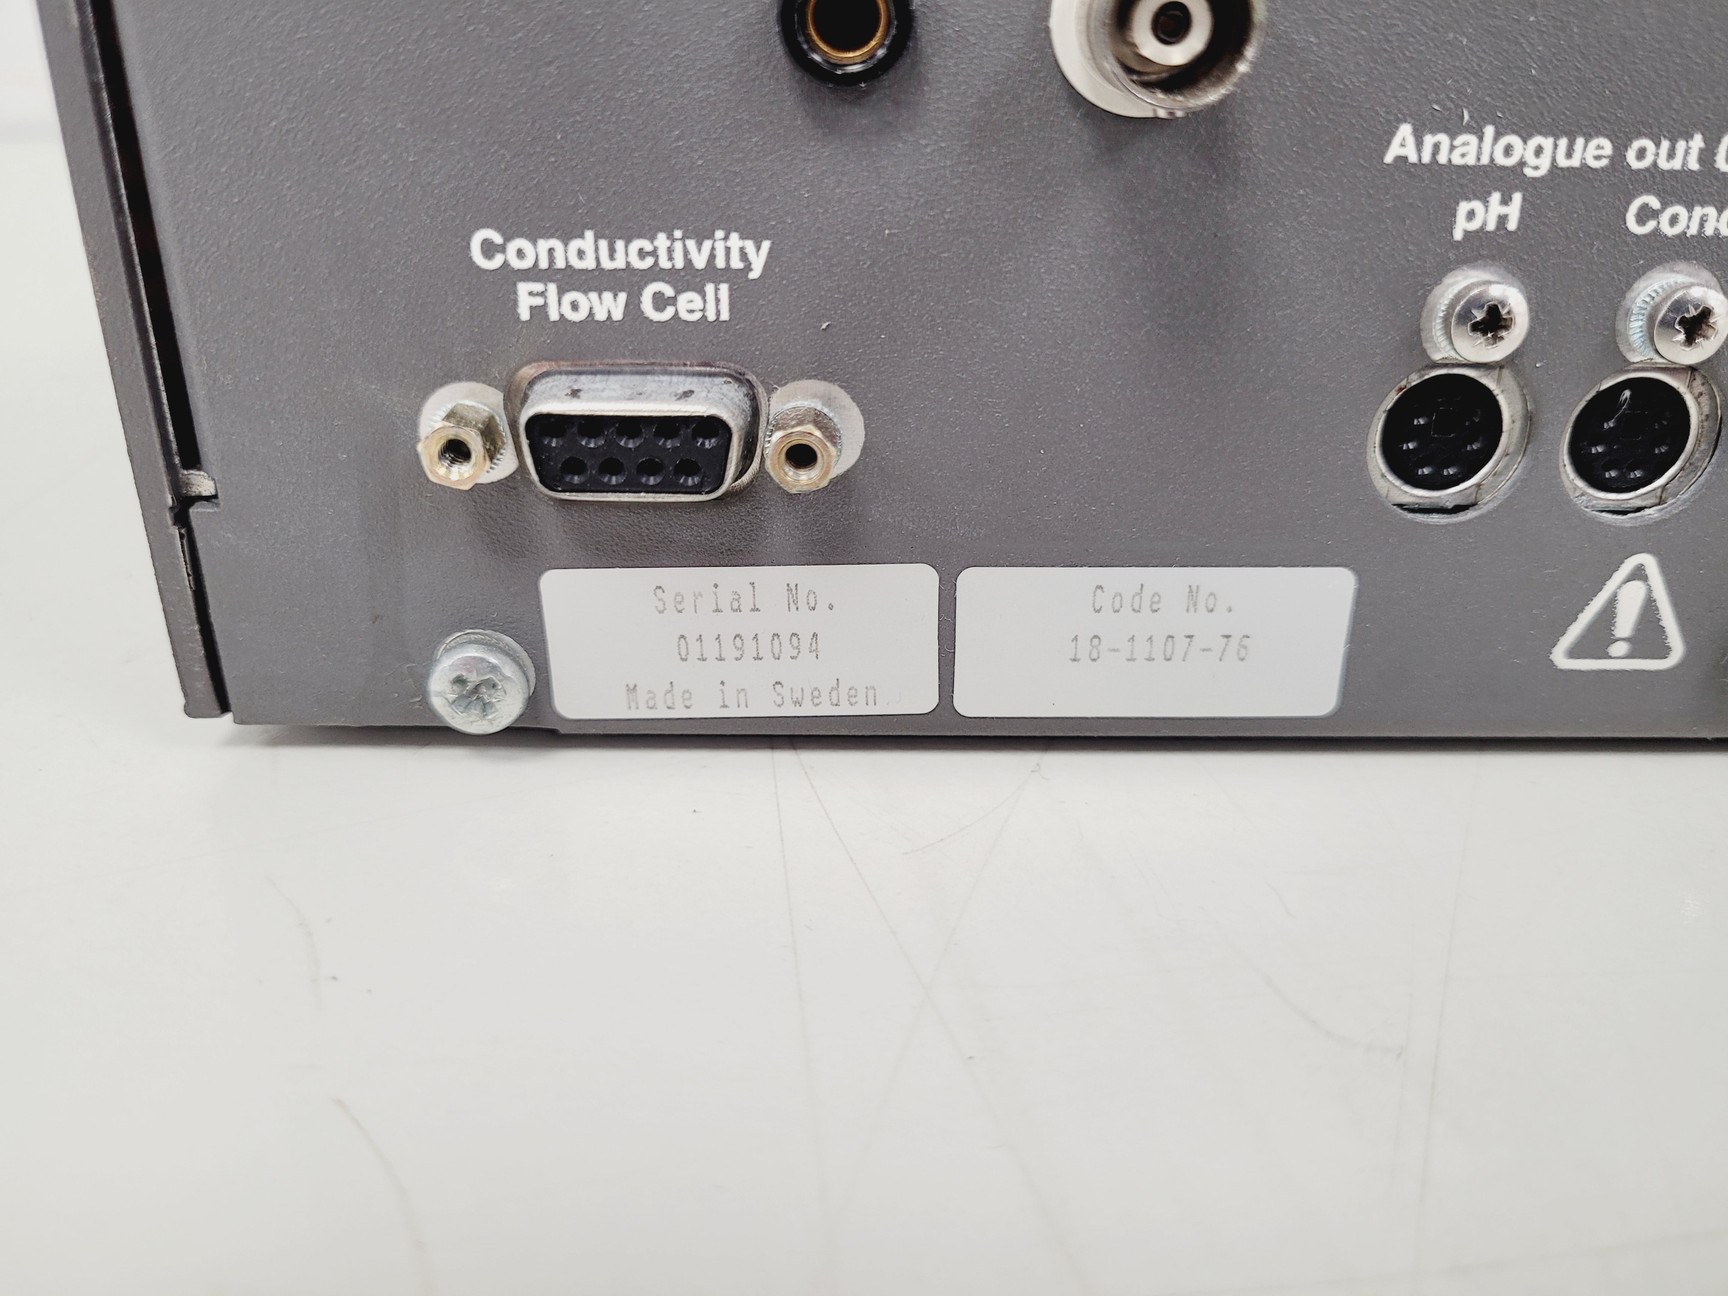 Analogue out
pH
Conductivity
Flow Cell
Serial No.
01191094
Made in Sweden
Code No.
18-1107-76